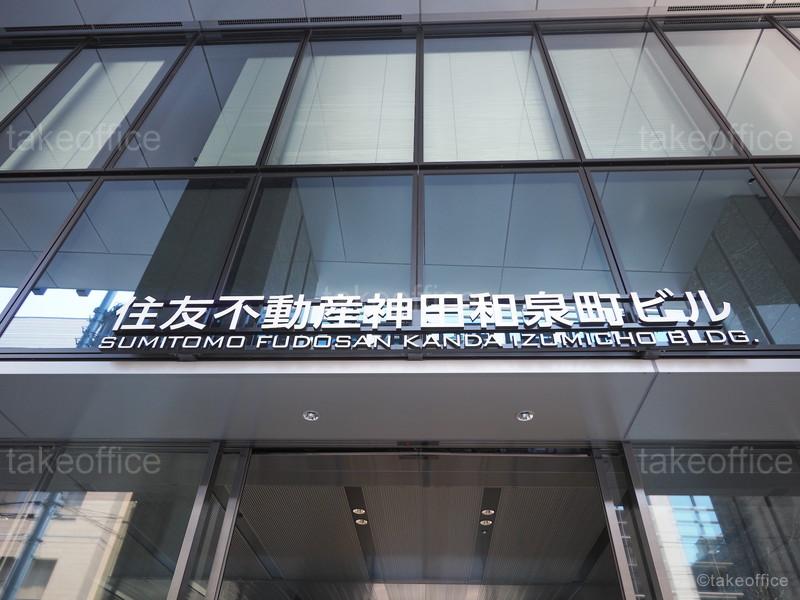 takeoffice
takeoffice
takeoffice
住友不動産神田和泉町ビル
SUMITOMO FUDOSAN KANDA IZUMICHO BLDG.
takeoffice
takeoffice
©takeoffice